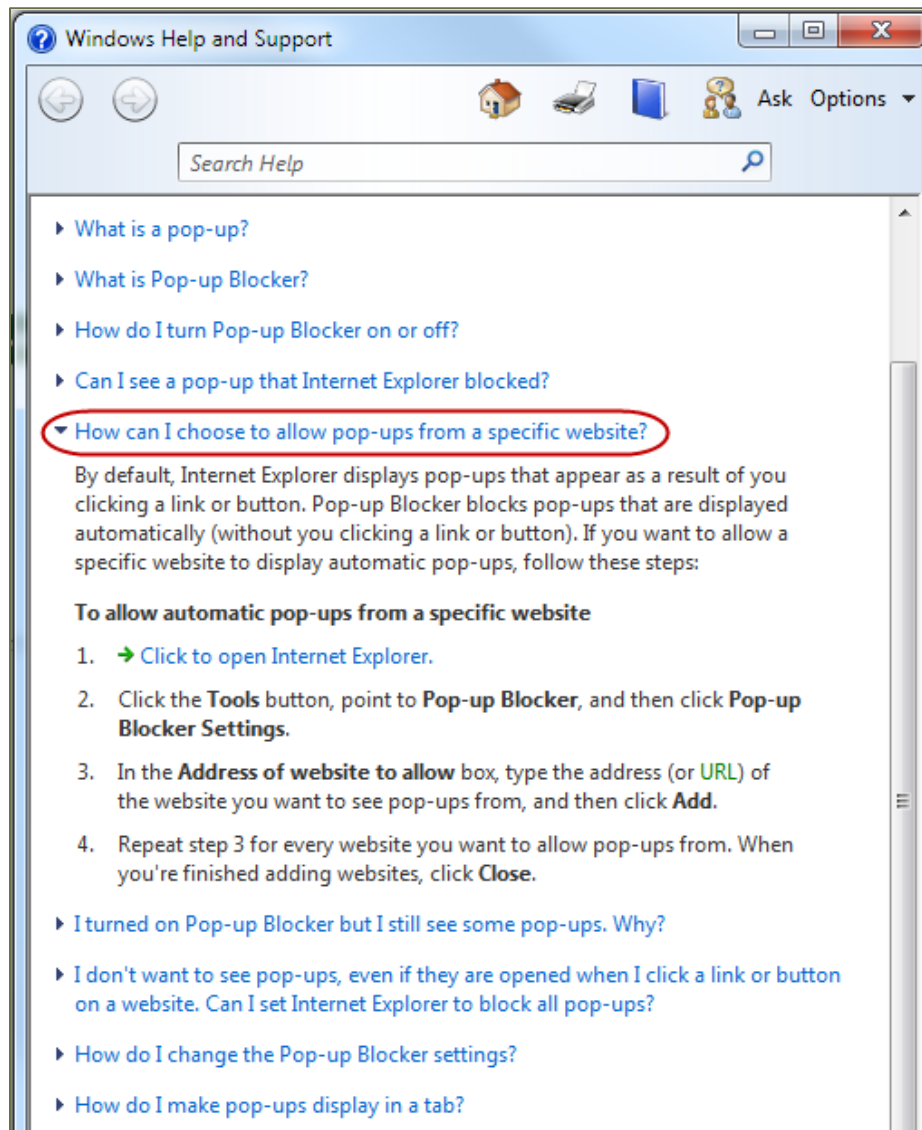 Windows Help and Support
Ask Options
Search Help
What is a pop-up?
What is Pop-up Blocker?
How do I turn Pop-up Blocker on or off?
Can I see a pop-up that Internet Explorer blocked?
How can I choose to allow pop-ups from a specific website?
By default, Internet Explorer displays pop-ups that appear as a result of you
clicking a link or button. Pop-up Blocker blocks pop-ups that are displayed
automatically (without you clicking a link or button). If you want to allow a
specific website to display automatic pop-ups, follow these steps:
To allow automatic pop-ups from a specific website
1. Click to open Internet Explorer.
2. Click the Tools button, point to Pop-up Blocker, and then click Pop-up
Blocker Settings.
3. In the Address of website to allow box, type the address (or URL) of
the website you want to see pop-ups from, and then click Add.
4. Repeat step 3 for every website you want to allow pop-ups from. When
you're finished adding websites, click Close.
I turned on Pop-up Blocker but I still see some pop-ups. Why?
I don't want to see pop-ups, even if they are opened when I click a link or button
on a website. Can I set Internet Explorer to block all pop-ups?
How do I change the Pop-up Blocker settings?
How do I make pop-ups display in a tab?